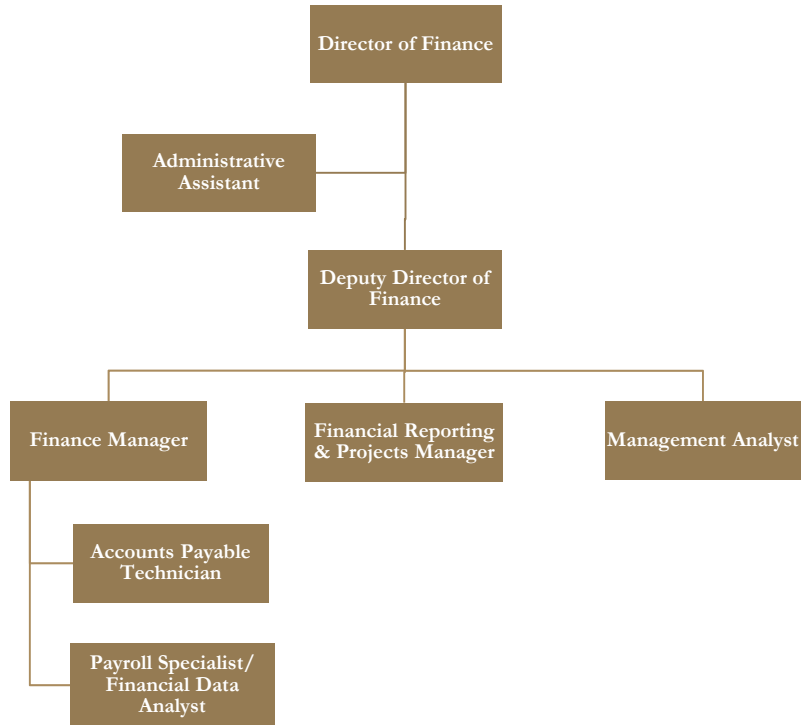 Director of Finance
Administrative
Assistant
Deputy Director of
Finance
Finance Manager
Financial Reporting
& Projects Manager
Management Analyst
Accounts Payable
Technician
Payroll Specialist/
Financial Data
Analyst